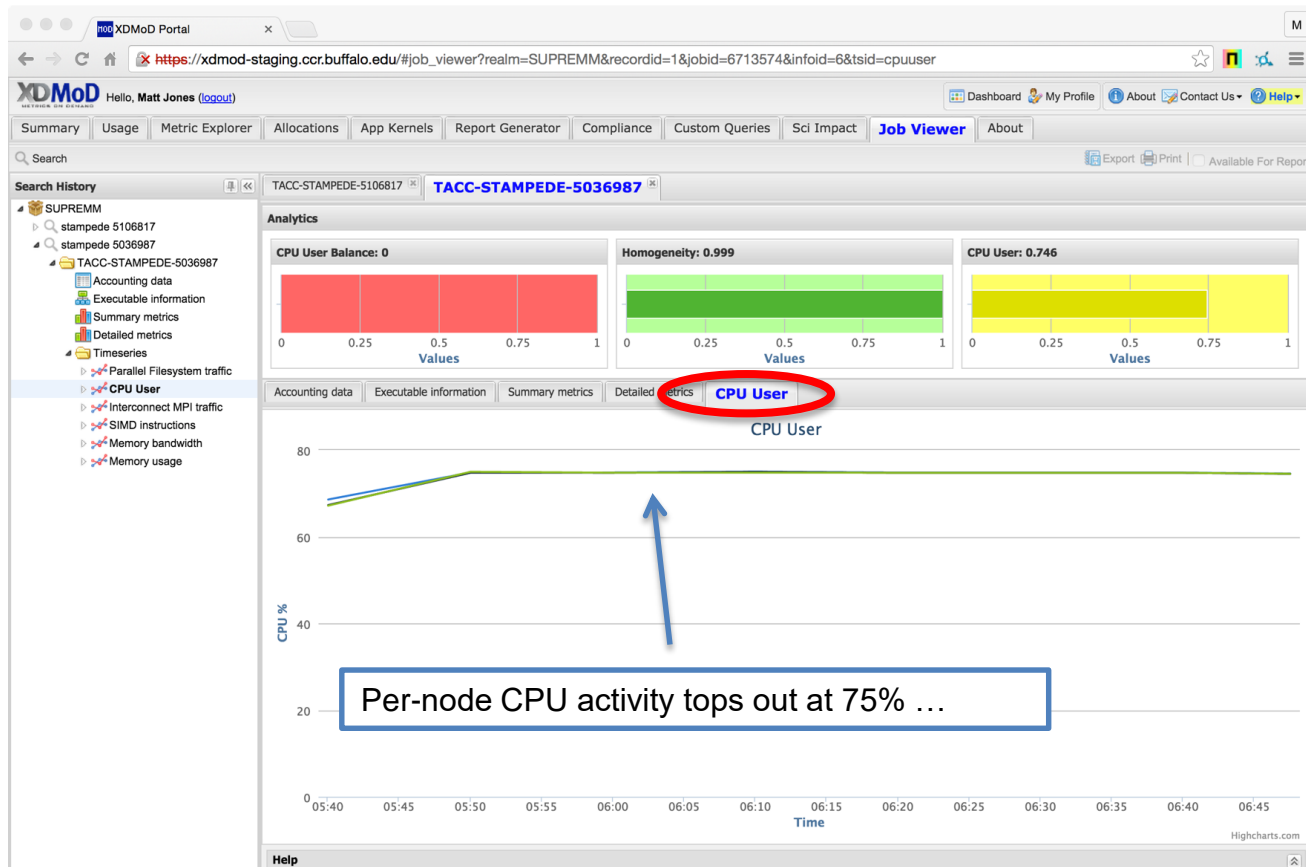 XDMoD Portal
M
https://xdmod-staging.ccr.buffalo.edu/#job_viewer?realm=SUPREMM&recordid=1&jobid=6713574&infoid=6&tsid=cpuuser
XDMoD Hello, Matt Jones (logout) Dashboard My Profile About Contact Us Help
METRICS ON DEMAND
Summary Usage Metric Explorer Allocations App Kernels Report Generator Compliance Custom Queries Sci Impact Job Viewer About
Search Export Print Available For Repor
Search History
SUPREMM
stampede 5106817
stampede 5036987
TACC-STAMPEDE-5036987
Accounting data
Executable information
Summary metrics
Detailed metrics
Timeseries
Parallel Filesystem traffic
CPU User
Interconnect MPI traffic
SIMD instructions
Memory bandwidth
Memory usage
TACC-STAMPEDE-5106817 TACC-STAMPEDE-5036987
Analytics
CPU User Balance: 0
0 0.25 0.5 0.75 1
Values
Homogeneity: 0.999
0 0.25 0.5 0.75 1
Values
CPU User: 0.746
0 0.25 0.5 0.75 1
Values
Accounting data Executable information Summary metrics Detailed metrics CPU User
CPU User
80
60
40
20
0
CPU %
Per-node CPU activity tops out at 75% …
05:40 05:45 05:50 05:55 06:00 06:05 06:10 06:15 06:20 06:25 06:30 06:35 06:40 06:45
Time
Highcharts.com
Help